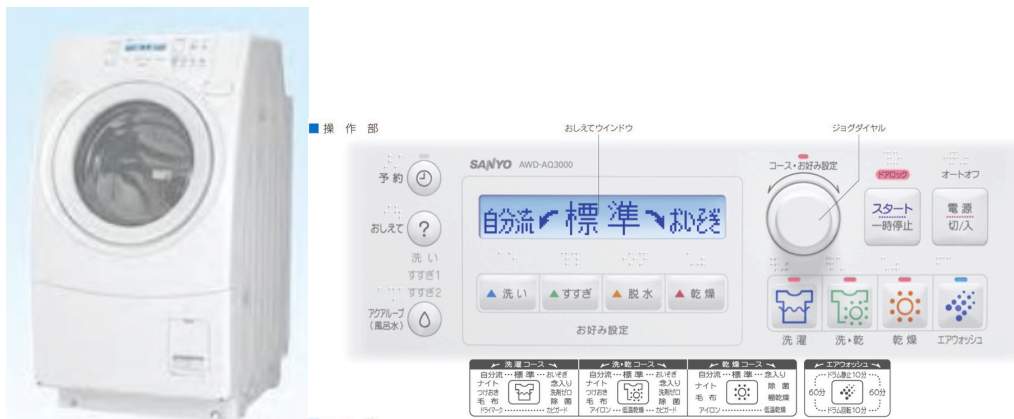 ■操 作 部
おしえてウインドウ
ジョグダイヤル
予約
SANYO AWD-AQ3000
コース・お好み設定
ドアロック
オートオフ
自分流 標準 おいそぎ
スタート
一時停止
電源
切/入
おしえて
?
洗い
すすぎ1
すすぎ2
アクアループ
(風呂水)
▲洗い
▲すすぎ
▲脱水
▲乾燥
お好み設定
洗濯
洗・乾
乾燥
エアウォッシュ
洗濯コース
自分流…標準…おいそぎ
ナイト 念入り
つけおき 洗剤ゼロ
毛布 除菌
ドライマーク カビガード
洗・乾コース
自分流…標準…おいそぎ
ナイト 念入り
つけおき 洗剤ゼロ
毛布 除菌
アイロン…低温乾燥…カビガード
乾燥コース
自分流…標準…念入り
ナイト 除菌
毛布 棚乾燥
アイロン 低温乾燥
エアウォッシュ
ドラム静止10分
60分 60分
ドラム回転10分